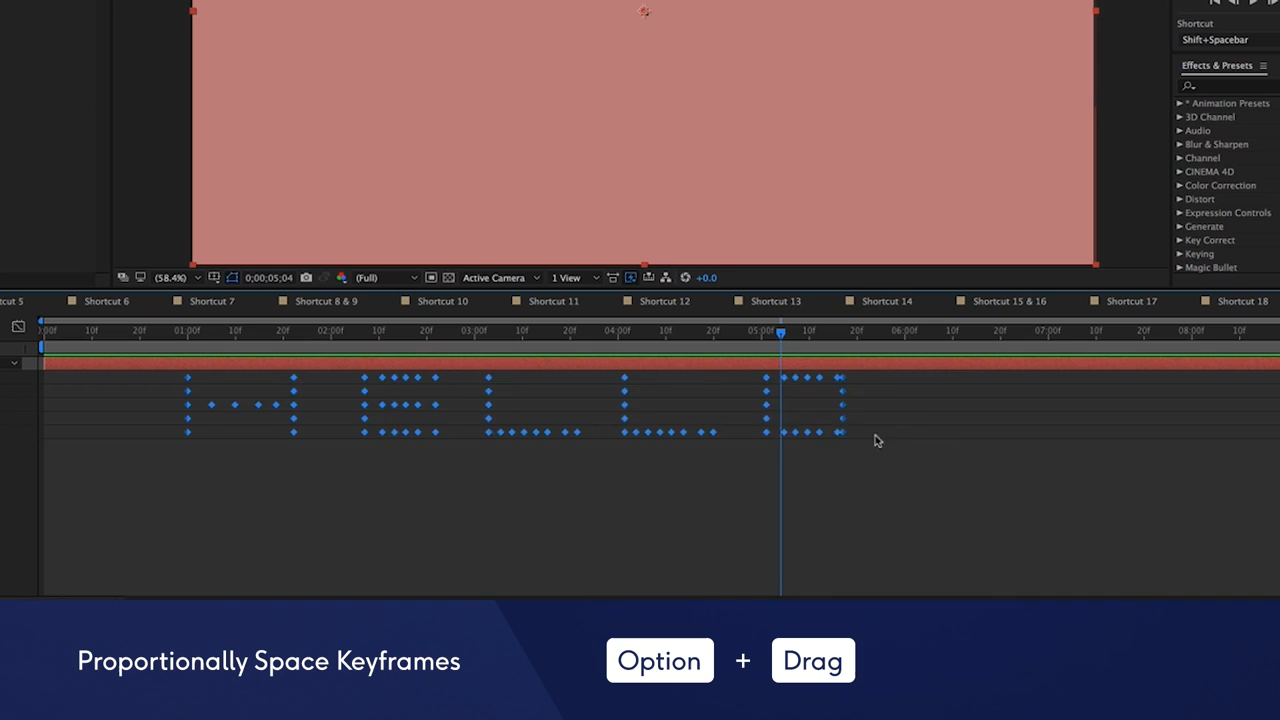 Shortcut
Shift+Spacebar
Effects & Presets
* Animation Presets
3D Channel
Audio
Blur & Sharpen
Channel
CINEMA 4D
Color Correction
Distort
Expression Controls
Generate
Key Correct
Keying
Magic Bullet
(58.4%) 0;00;05;04 (Full) Active Camera 1 View +0.0
tcut 5 Shortcut 6 Shortcut 7 Shortcut 8 & 9 Shortcut 10 Shortcut 11 Shortcut 12 Shortcut 13 Shortcut 14 Shortcut 15 & 16 Shortcut 17 Shortcut 18
:00f 10f 20f 01:00f 10f 20f 02:00f 10f 20f 03:00f 10f 20f 04:00f 10f 20f 05:00f 10f 20f 06:00f 10f 20f 07:00f 10f 20f 08:00f 10f
HELLO
Proportionally Space Keyframes Option + Drag